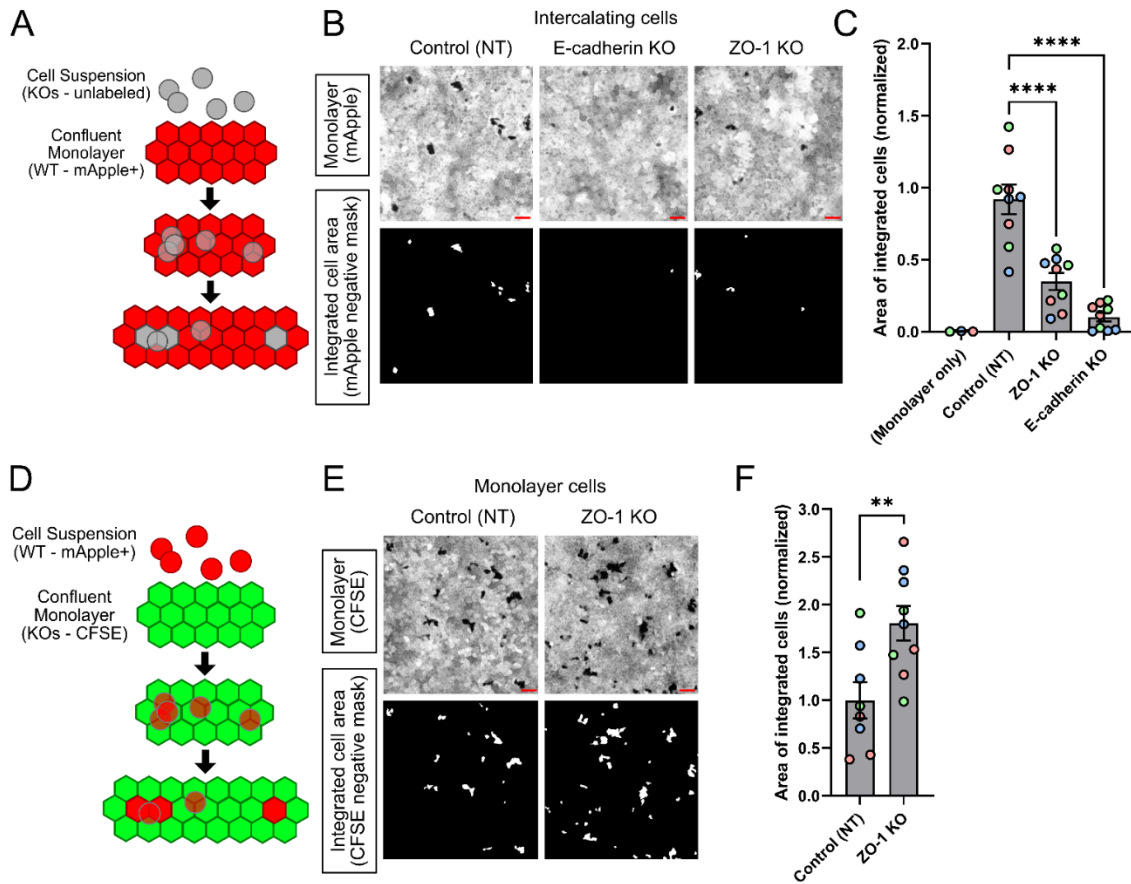 A
Cell Suspension
(KOs - unlabeled)
Confluent
Monolayer
(WT - mApple+)
B
Intercalating cells
Control (NT)
E-cadherin KO
ZO-1 KO
Monolayer
(mApple)
Integrated cell area
(mApple negative mask)
C
Area of integrated cells (normalized)
2.0
1.5
1.0
0.5
0.0
****
****
(Monolayer only)
Control (NT)
ZO-1 KO
E-cadherin KO
D
Cell Suspension
(WT - mApple+)
Confluent
Monolayer
(KOs - CFSE)
E
Monolayer cells
Control (NT)
ZO-1 KO
Monolayer
(CFSE)
Integrated cell area
(CFSE negative mask)
F
Area of integrated cells (normalized)
3.0
2.5
2.0
1.5
1.0
0.5
0.0
**
Control (NT)
ZO-1 KO